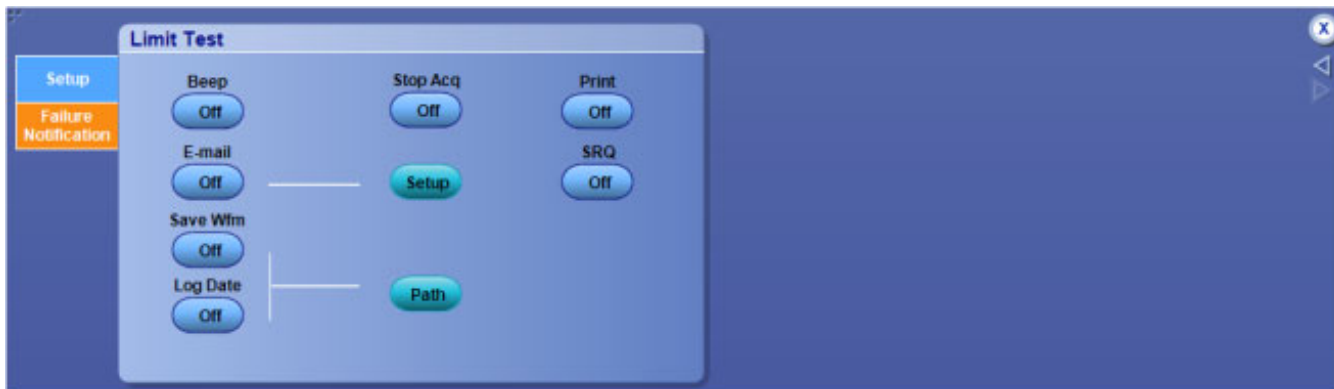 Limit Test
Setup
Failure
Notification
Beep
Off
Stop Acq
Off
Print
Off
E-mail
Off
Setup
SRQ
Off
Save Wfm
Off
Log Date
Off
Path
X